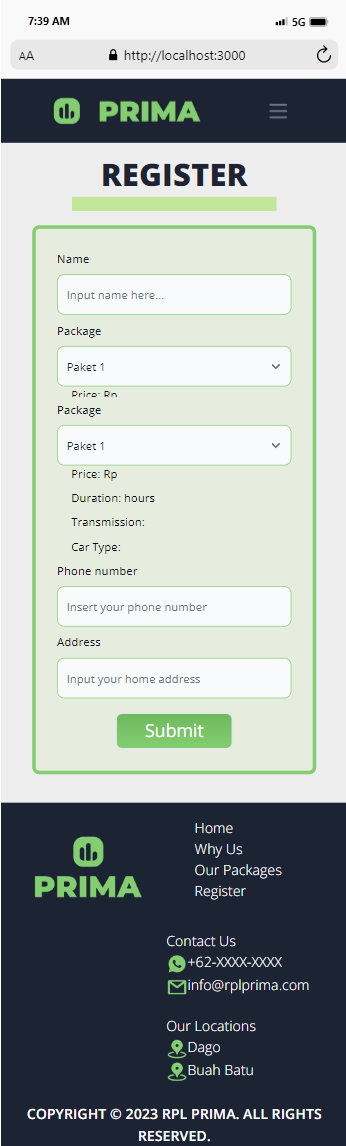 7:39 AM 5G
AA http://localhost:3000
PRIMA
REGISTER
Name
Input name here...
Package
Paket 1
Price: Rp
Package
Paket 1
Price: Rp
Duration: hours
Transmission:
Car Type:
Phone number
Insert your phone number
Address
Input your home address
Submit
PRIMA
Home
Why Us
Our Packages
Register
Contact Us
+62-XXXX-XXXX
info@rplprima.com
Our Locations
Dago
Buah Batu
COPYRIGHT © 2023 RPL PRIMA. ALL RIGHTS
RESERVED.